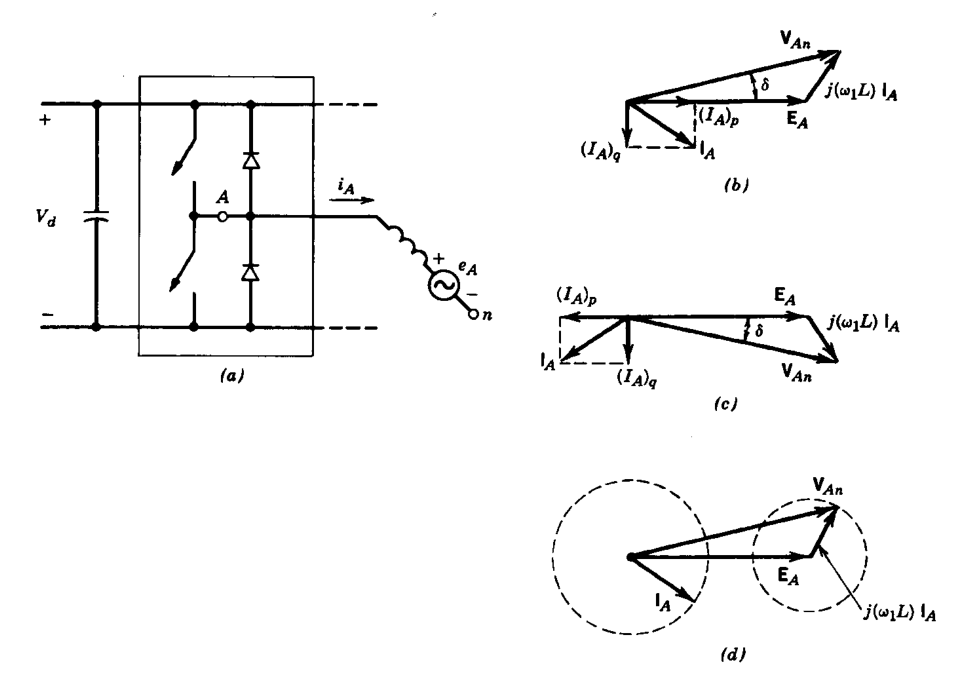 +
V_d
−
A
i_A
+
e_A
−
n
(a)
V_An
δ
j(ω₁L) I_A
(I_A)_p
E_A
(I_A)_q
I_A
(b)
(I_A)_p
E_A
δ
j(ω₁L) I_A
I_A
(I_A)_q
V_An
(c)
V_An
E_A
I_A
j(ω₁L) I_A
(d)